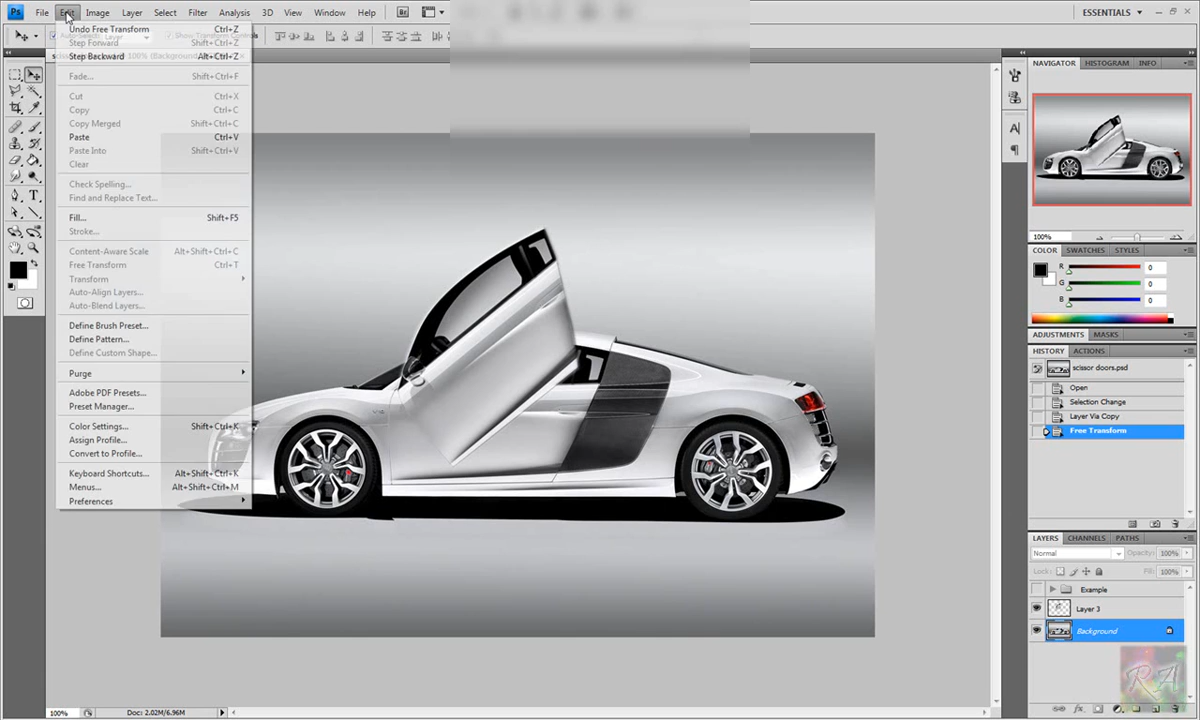 Ps File Edit Image Layer Select Filter Analysis 3D View Window Help Br ESSENTIALS
Undo Free Transform Ctrl+Z
Step Forward Shift+Ctrl+Z
Step Backward Alt+Ctrl+Z
Fade... Shift+Ctrl+F
Cut Ctrl+X
Copy Ctrl+C
Copy Merged Shift+Ctrl+C
Paste Ctrl+V
Paste Into Shift+Ctrl+V
Clear
Check Spelling...
Find and Replace Text...
Fill... Shift+F5
Stroke...
Content-Aware Scale Alt+Shift+Ctrl+C
Free Transform Ctrl+T
Transform
Auto-Align Layers...
Auto-Blend Layers...
Define Brush Preset...
Define Pattern...
Define Custom Shape...
Purge
Adobe PDF Presets...
Preset Manager...
Color Settings... Shift+Ctrl+K
Assign Profile...
Convert to Profile...
Keyboard Shortcuts... Alt+Shift+Ctrl+K
Menus... Alt+Shift+Ctrl+M
Preferences
NAVIGATOR HISTOGRAM INFO
100%
COLOR SWATCHES STYLES
R 0
G 0
B 0
ADJUSTMENTS MASKS
HISTORY ACTIONS
scissor doors.psd
Open
Selection Change
Layer Via Copy
Free Transform
LAYERS CHANNELS PATHS
Normal Opacity: 100%
Lock: Fill: 100%
Example
Layer 3
Background
RA
100% Doc: 2.02M/6.96M